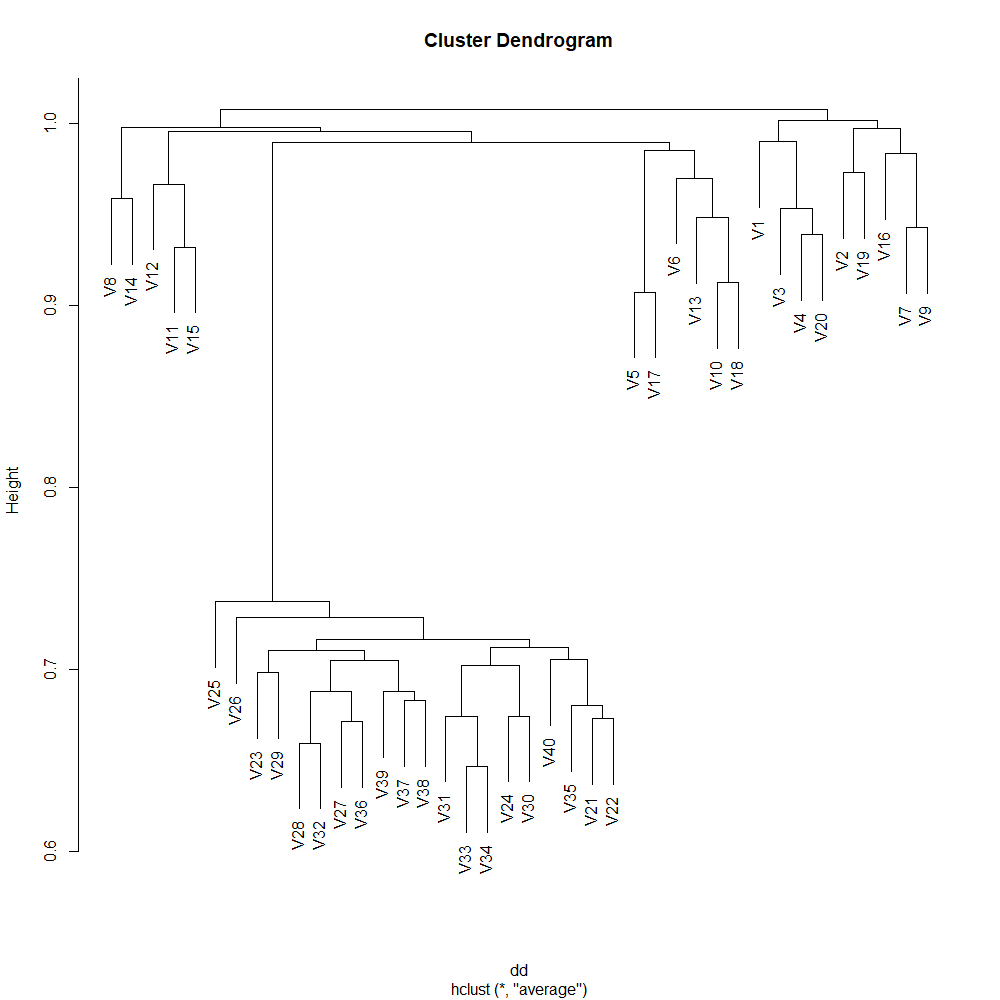 Cluster Dendrogram
Height
1.0
0.9
0.8
0.7
0.6
V8
V14
V12
V11
V15
V25
V26
V23
V29
V28
V32
V27
V36
V39
V37
V38
V31
V33
V34
V24
V30
V40
V35
V21
V22
V5
V17
V6
V13
V10
V18
V1
V3
V4
V20
V2
V19
V16
V7
V9
dd
hclust (*, "average")